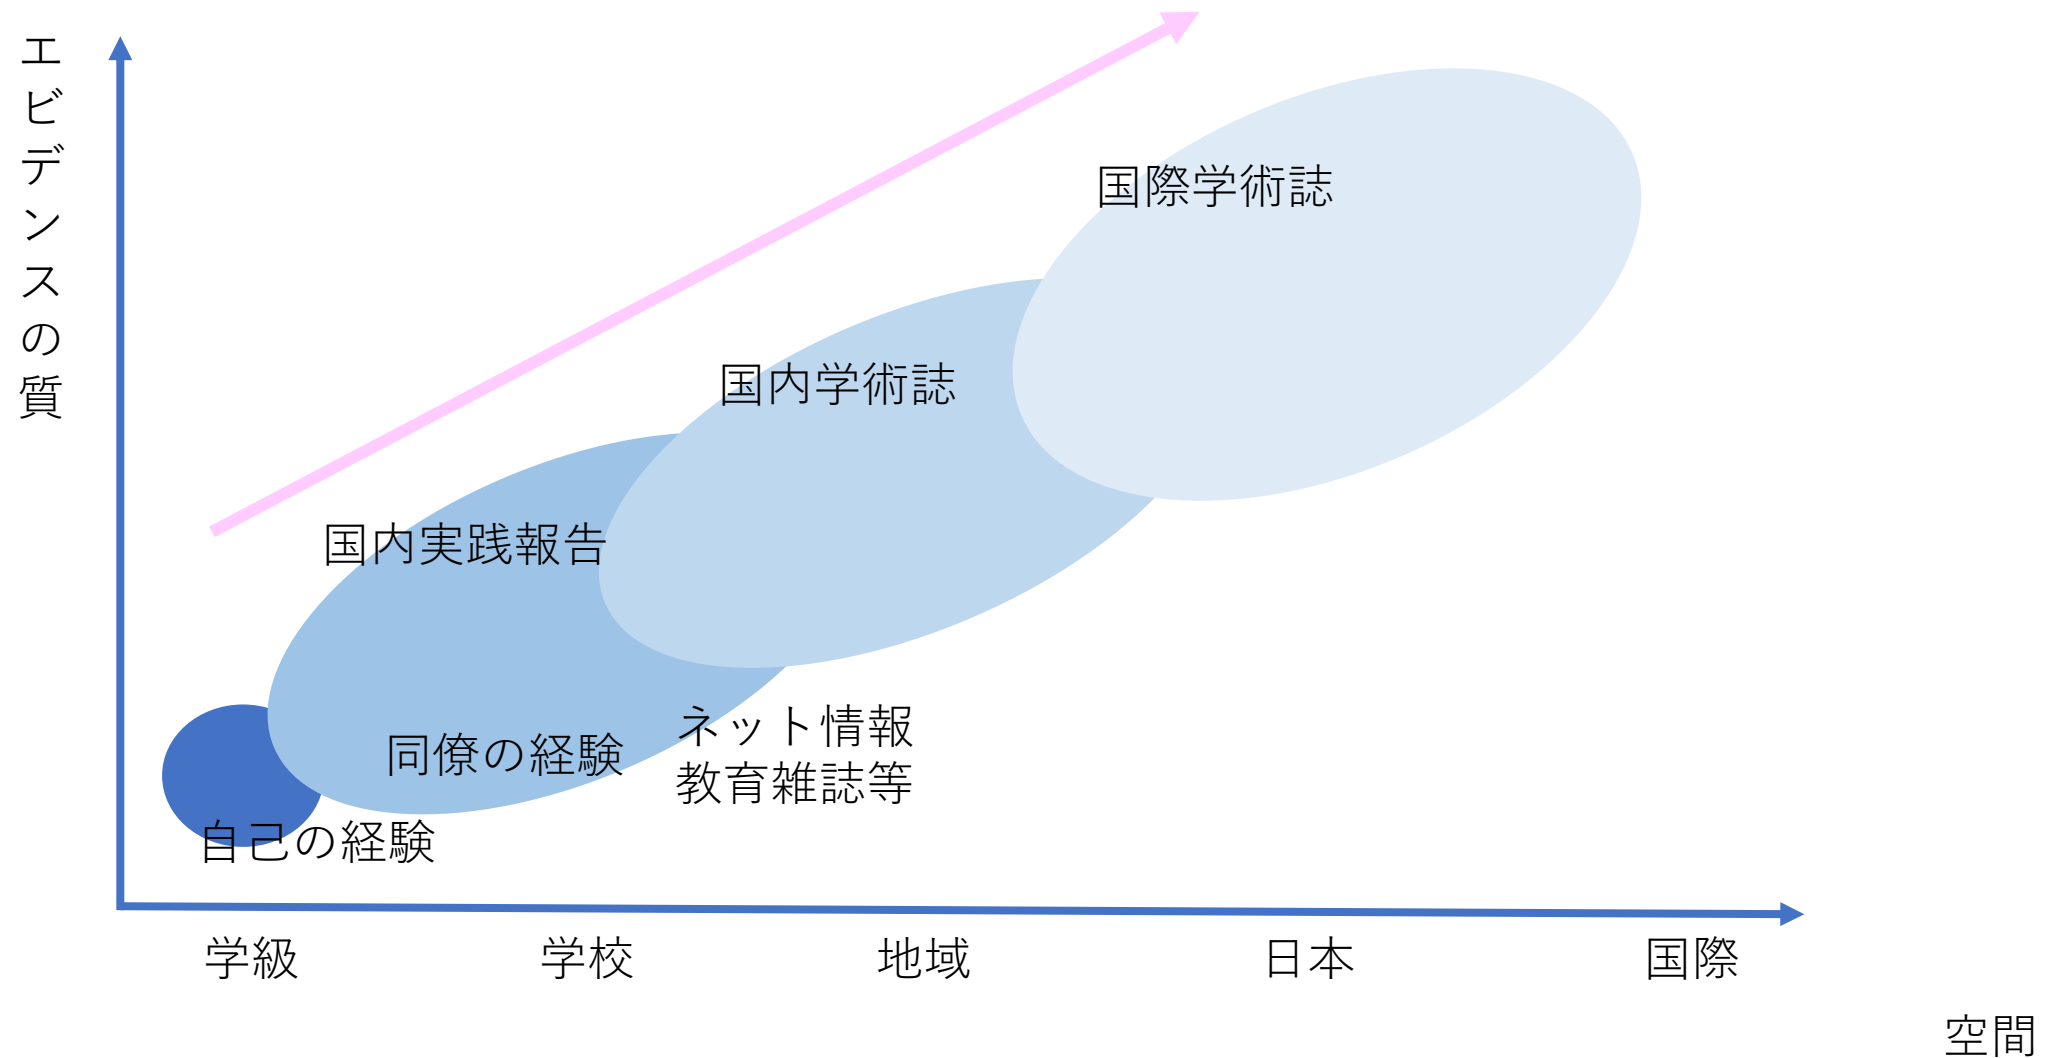 エビデンスの質
国際学術誌
国内学術誌
国内実践報告
ネット情報
教育雑誌等
同僚の経験
自己の経験
学級
学校
地域
日本
国際
空間